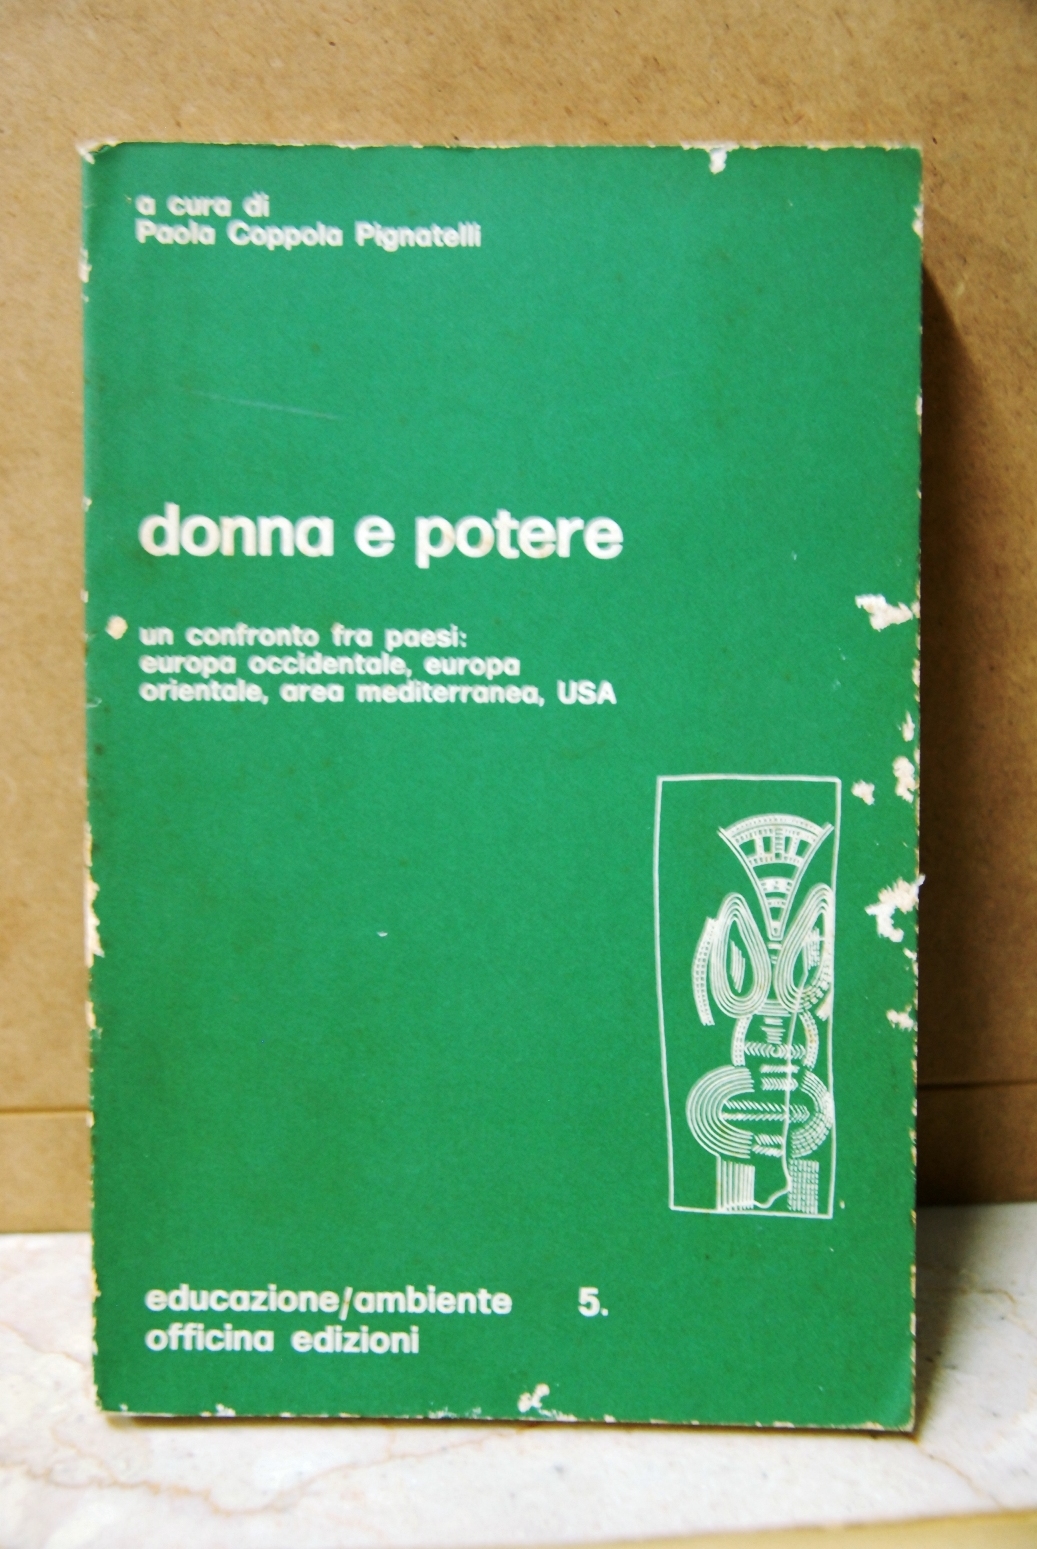 a cura di
Paola Coppola Pignatelli
donna e potere
un confronto fra paesi:
europa occidentale, europa
orientale, area mediterranea, USA
educazione/ambiente 5.
officina edizioni